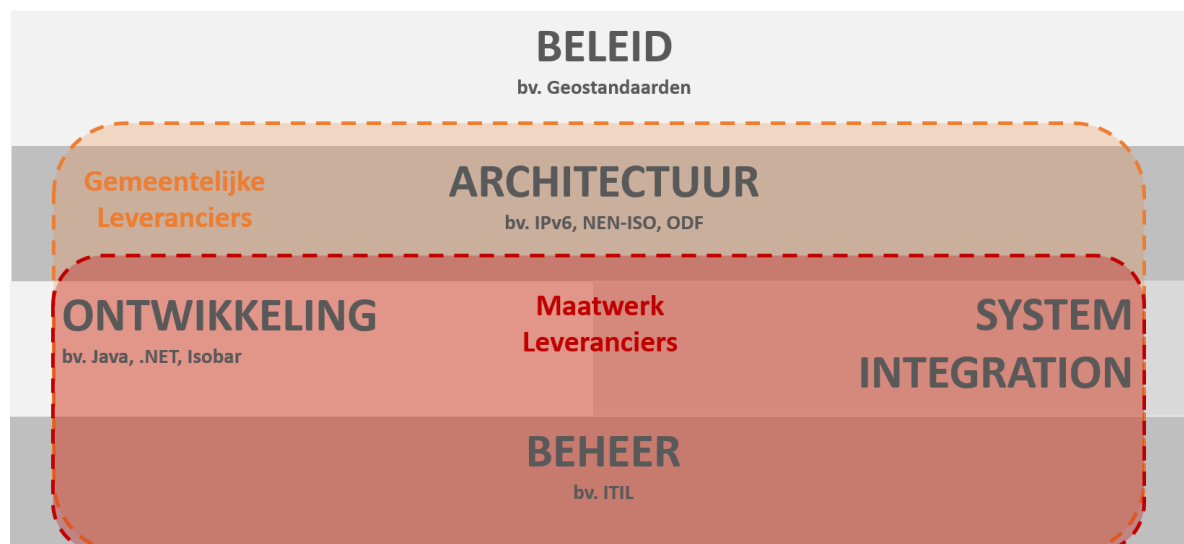 BELEID
bv. Geostandaarden
Gemeentelijke
Leveranciers
ARCHITECTUUR
bv. IPv6, NEN-ISO, ODF
ONTWIKKELING
bv. Java, .NET, Isobar
Maatwerk
Leveranciers
SYSTEM
INTEGRATION
BEHEER
bv. ITIL